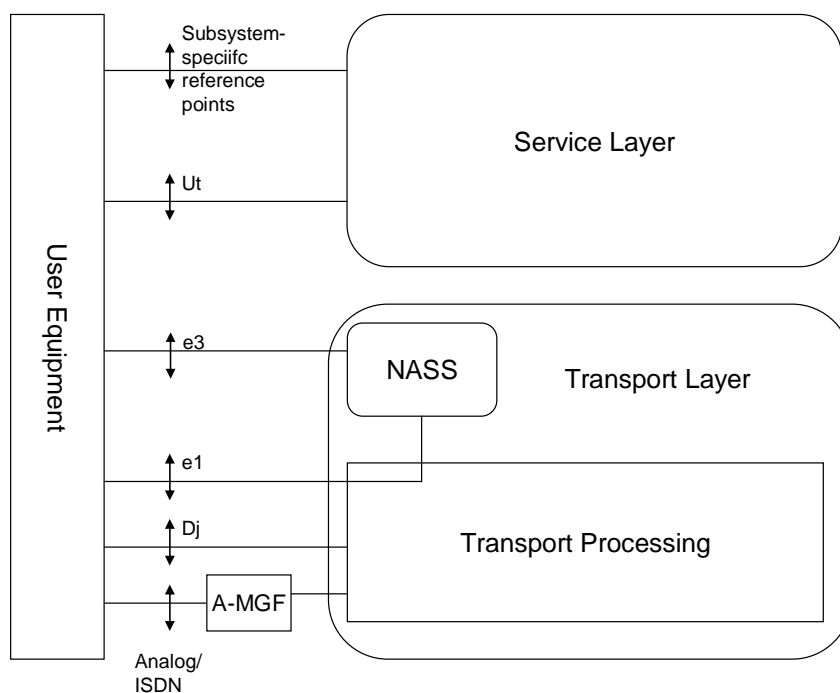 Subsystem-
speciifc
reference
points
Service Layer
Ut
User Equipment
e3
NASS
Transport Layer
e1
Dj
Transport Processing
A-MGF
Analog/
ISDN